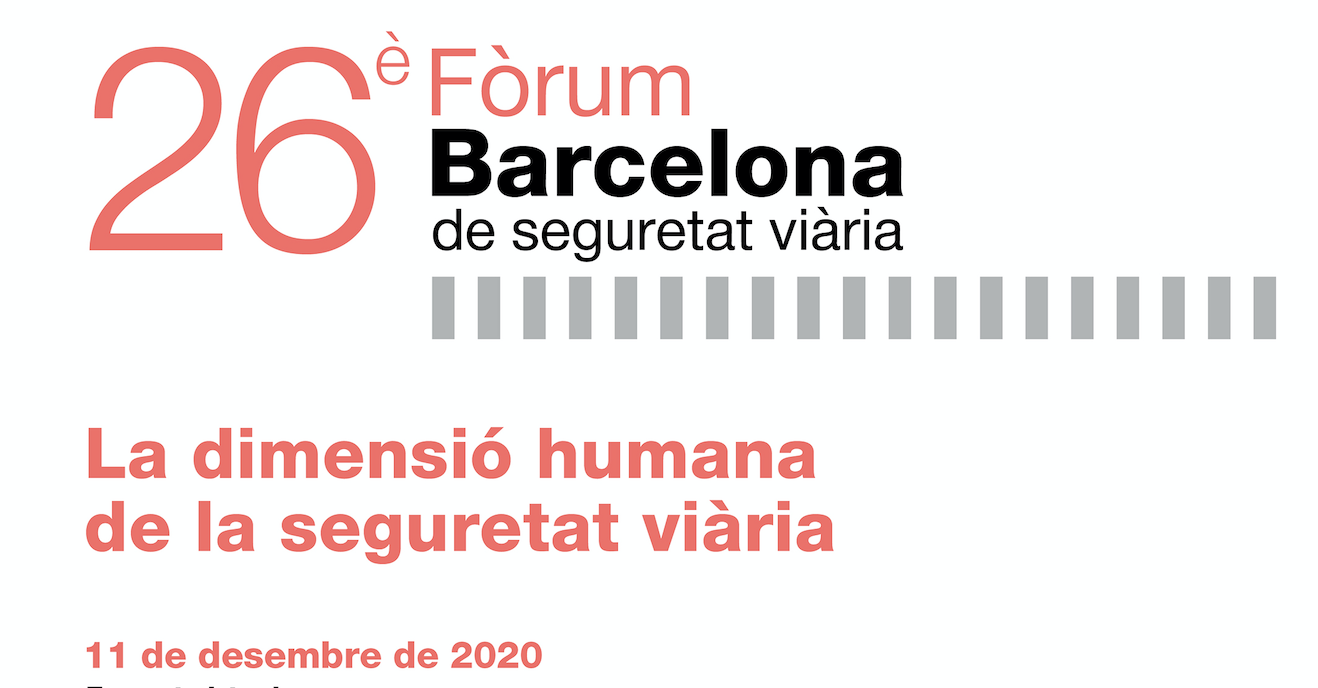 26è Fòrum
Barcelona
de seguretat viària
La dimensió humana
de la seguretat viària
11 de desembre de 2020